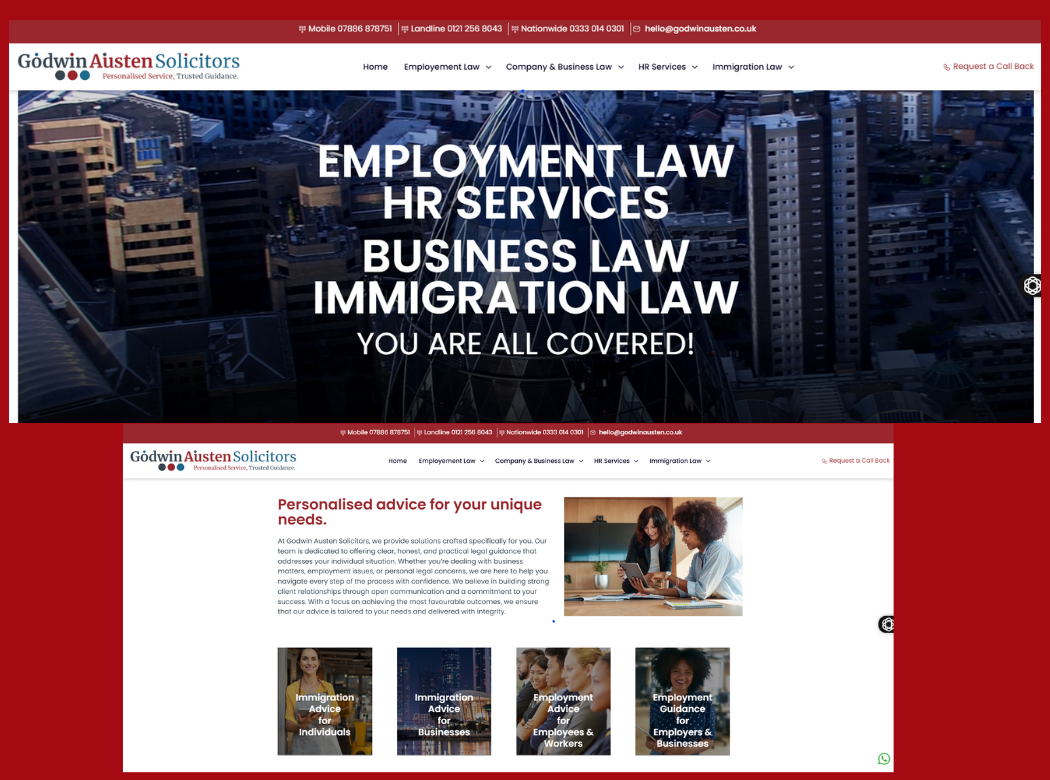 Mobile 07886 878751 Landline 0121 256 8043 Nationwide 0333 014 0301 hello@godwinausten.co.uk
Godwin Austen Solicitors
Personalised Service, Trusted Guidance.
Home Employement Law Company & Business Law HR Services Immigration Law Request a Call Back
EMPLOYMENT LAW
HR SERVICES
BUSINESS LAW
IMMIGRATION LAW
YOU ARE ALL COVERED!
Mobile 07886 878751 Landline 0121 256 8043 Nationwide 0333 014 0301 hello@godwinausten.co.uk
Godwin Austen Solicitors
Personalised Service, Trusted Guidance.
Home Employement Law Company & Business Law HR Services Immigration Law Request a Call Back
Personalised advice for your unique
needs.
At Godwin Austen Solicitors, we provide solutions crafted specifically for you. Our
team is dedicated to offering clear, honest, and practical legal guidance that
addresses your individual situation. Whether you're dealing with business
matters, employment issues, or personal legal concerns, we are here to help you
navigate every step of the process with confidence. We believe in building strong
client relationships through open communication and a commitment to your
success. With a focus on achieving the most favourable outcomes, we ensure
that our advice is tailored to your needs and delivered with integrity.
Immigration
Advice
for
Individuals
Immigration
Advice
for
Businesses
Employment
Advice
for
Employees &
Workers
Employment
Guidance
for
Employers &
Businesses